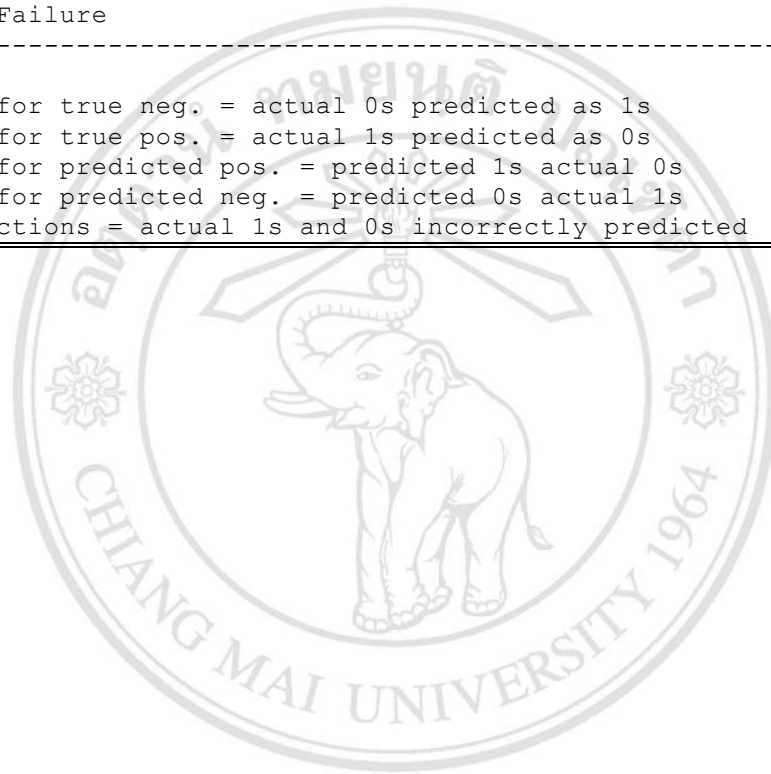 Failure
----------------------------------------------------
for true neg. = actual 0s predicted as 1s
for true pos. = actual 1s predicted as 0s
for predicted pos. = predicted 1s actual 0s
for predicted neg. = predicted 0s actual 1s
ctions = actual 1s and 0s incorrectly predicted
CHIANG MAI UNIVERSITY 1964